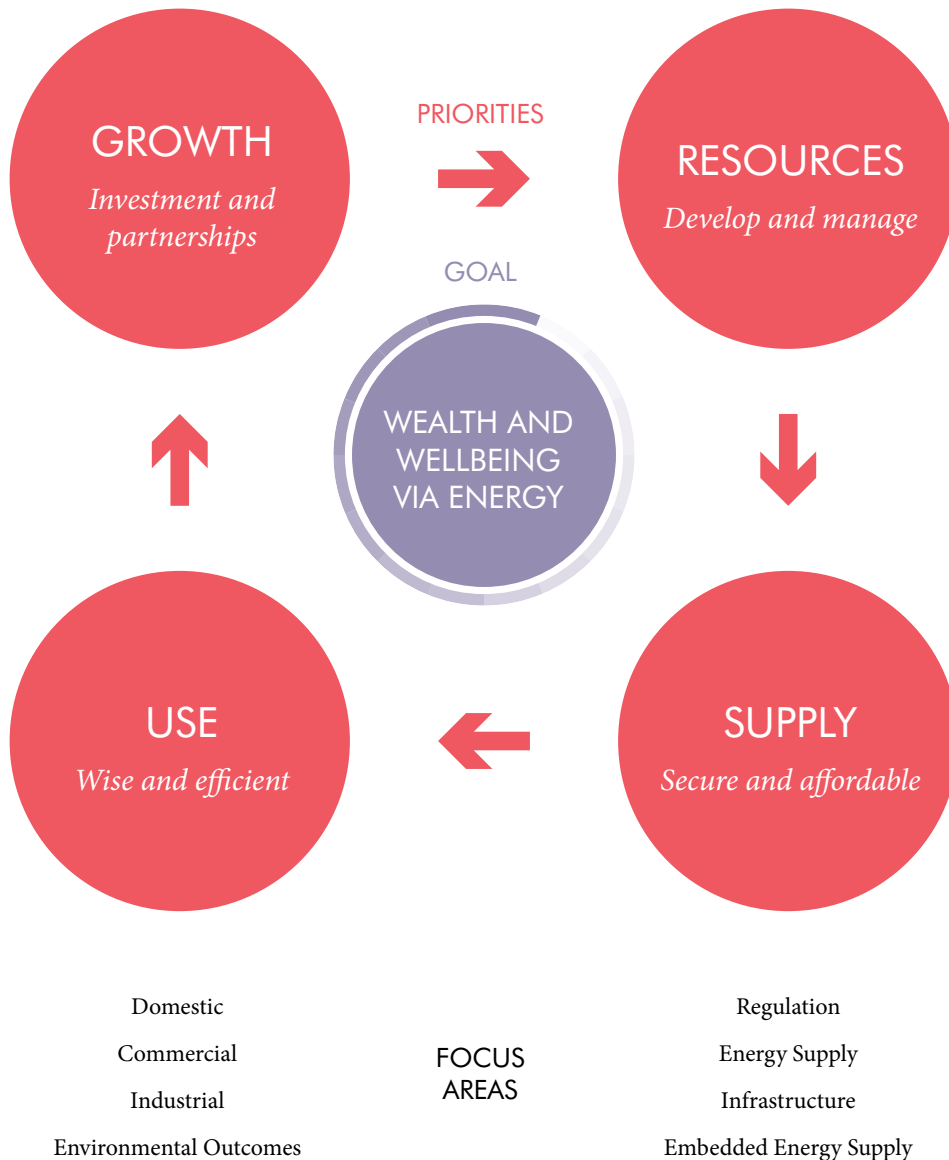 GROWTH
Investment and
partnerships
PRIORITIES
RESOURCES
Develop and manage
GOAL
WEALTH AND
WELLBEING
VIA ENERGY
USE
Wise and efficient
SUPPLY
Secure and affordable
Domestic
Commercial
Industrial
Environmental Outcomes
FOCUS
AREAS
Regulation
Energy Supply
Infrastructure
Embedded Energy Supply